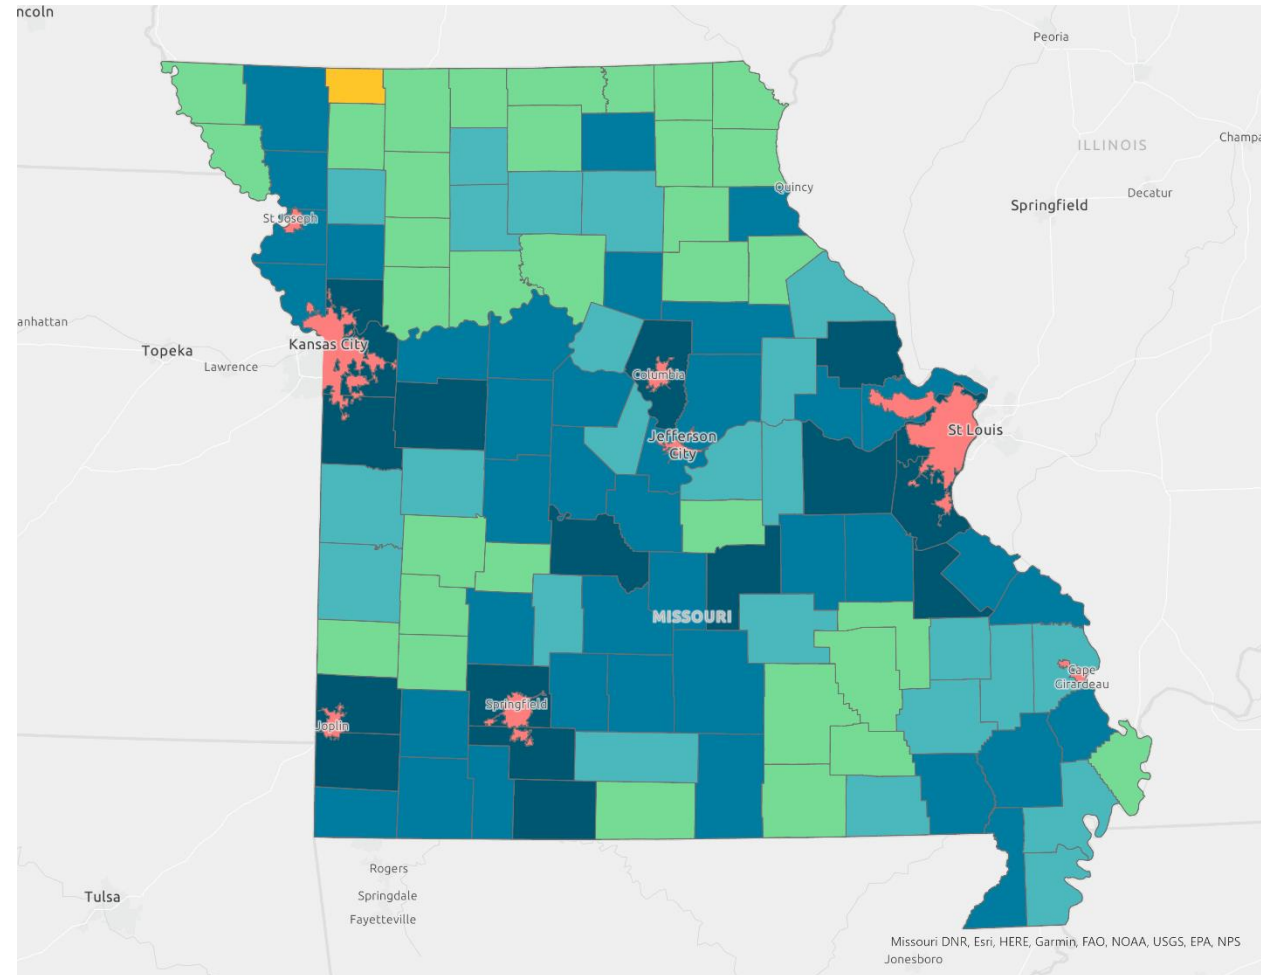 ncoln
Peoria
ILLINOIS
Champa
Quincy
Decatur
Springfield
St Joseph
anhattan
Topeka
Kansas City
Lawrence
Columbia
Jefferson
City
St Louis
MISSOURI
Cape
Girardeau
Springfield
Joplin
Rogers
Springdale
Fayetteville
Tulsa
Missouri DNR, Esri, HERE, Garmin, FAO, NOAA, USGS, EPA, NPS
Jonesboro